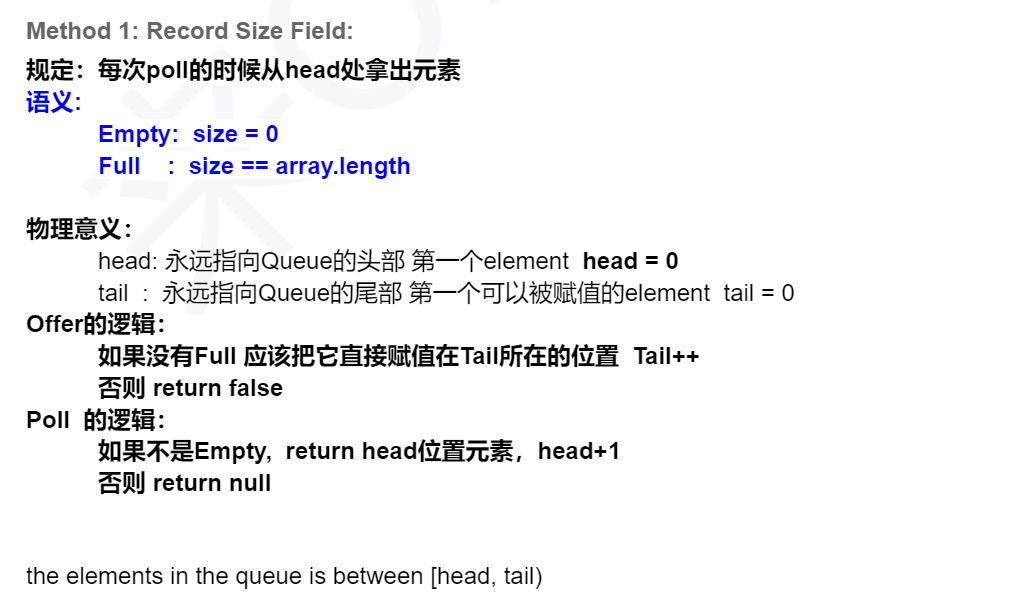 Method 1: Record Size Field:
规定：每次poll的时候从head处拿出元素
语义：
Empty:  size = 0
Full    :  size == array.length
物理意义：
head: 永远指向Queue的头部 第一个element  head = 0
tail  :  永远指向Queue的尾部 第一个可以被赋值的element  tail = 0
Offer的逻辑：
如果没有Full 应该把它直接赋值在Tail所在的位置  Tail++
否则 return false
Poll  的逻辑：
如果不是Empty,  return head位置元素，head+1
否则 return null
the elements in the queue is between [head, tail)